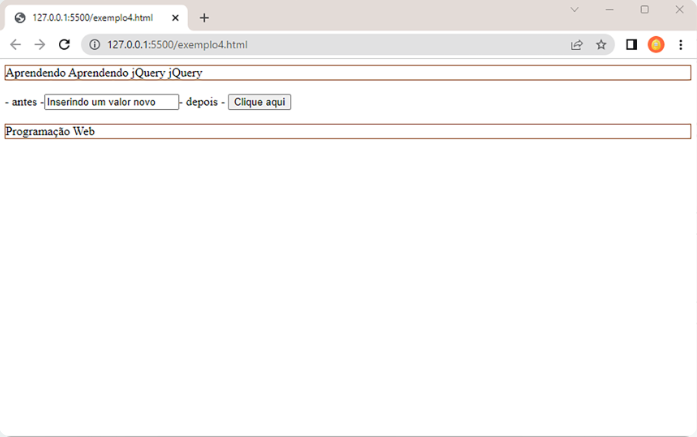 127.0.0.1:5500/exemplo4.html
127.0.0.1:5500/exemplo4.html
Aprendendo Aprendendo jQuery jQuery
- antes -Inserindo um valor novo- depois - Clique aqui
Programação Web